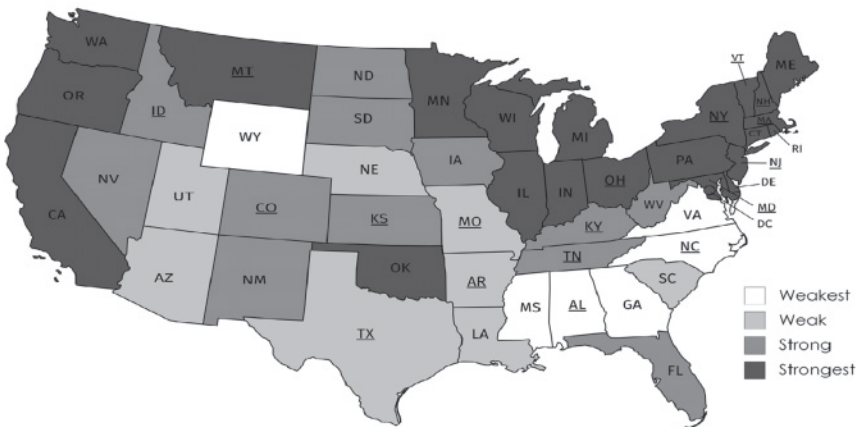 WA
MT
ND
VT
ME
OR
ID
MN
NH
SD
WI
NY
MA
WY
MI
CT
RI
IA
PA
NJ
NE
NV
OH
DE
UT
IL
IN
CO
WV
MD
CA
KS
MO
VA
DC
KY
NC
TN
AZ
OK
NM
AR
SC
MS
AL
GA
TX
LA
FL
Weakest
Weak
Strong
Strongest